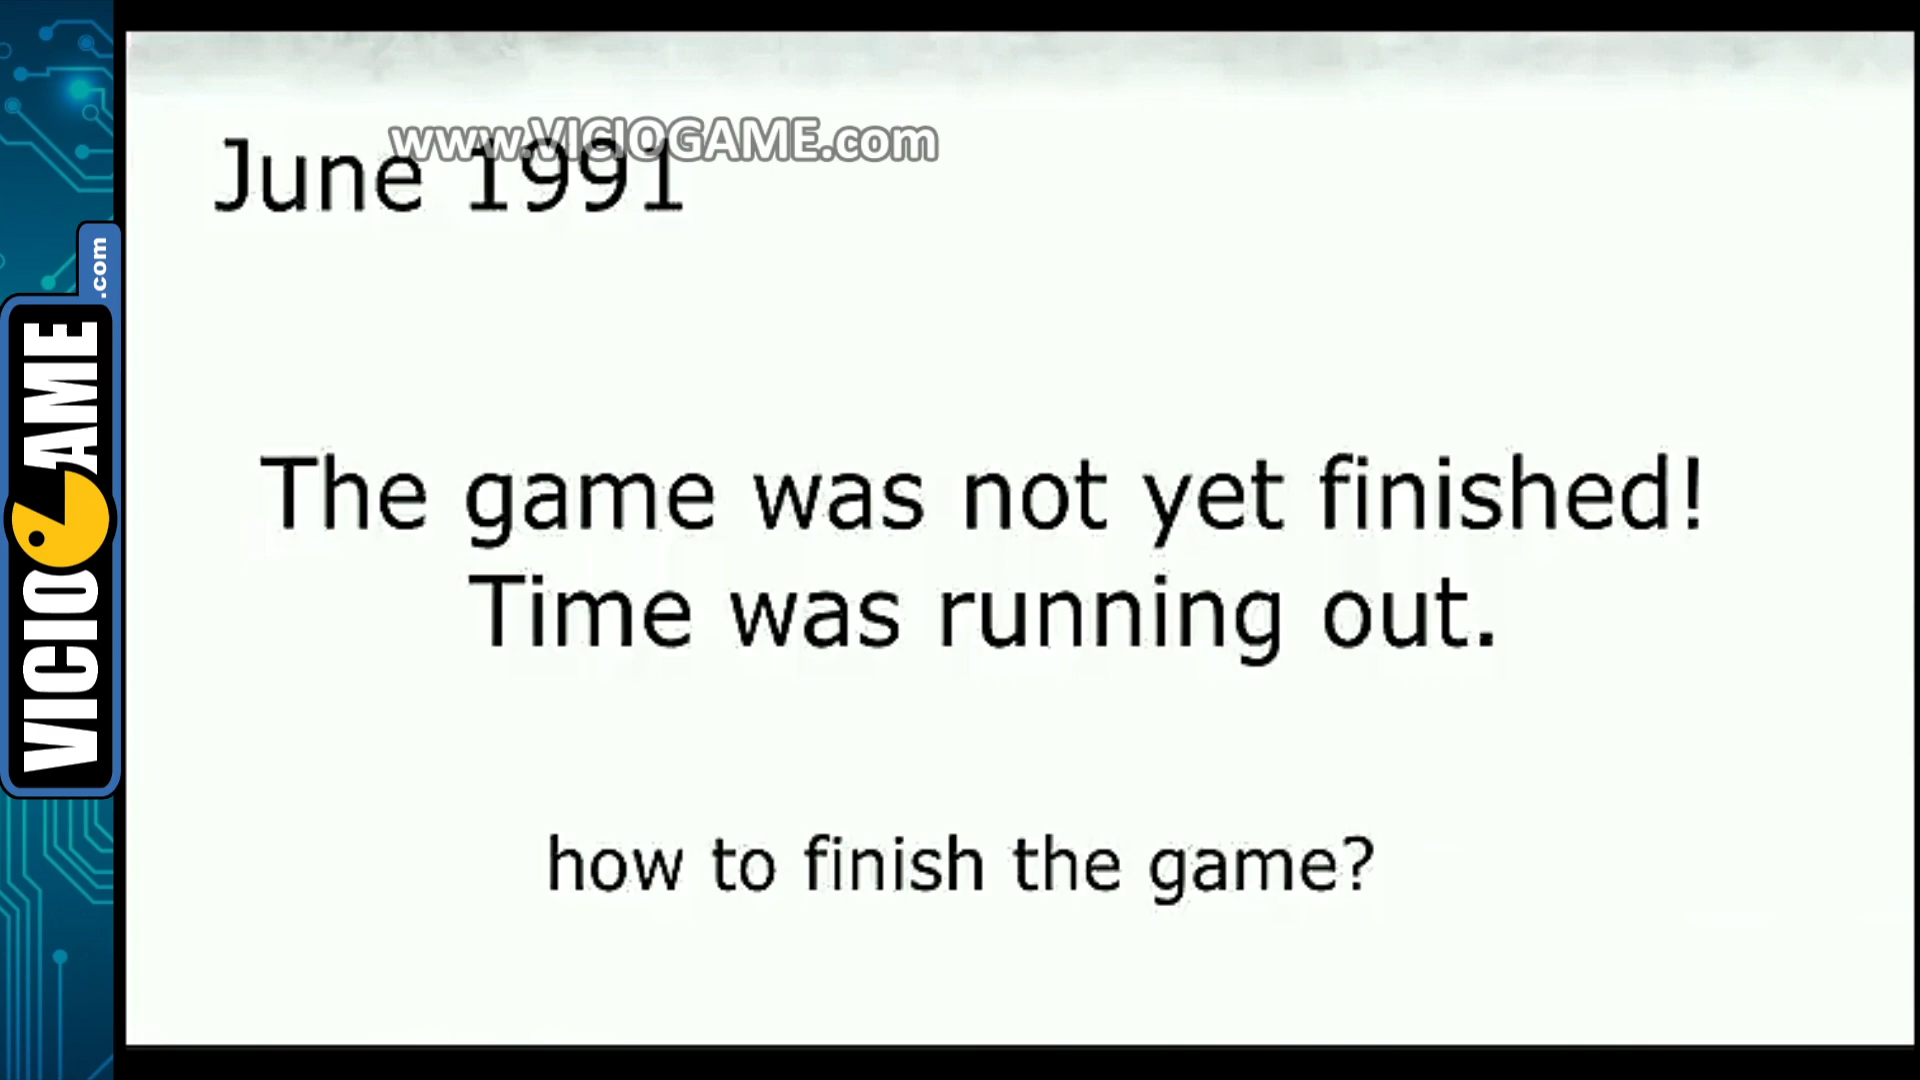 www.VICIOGAME.com
June 1991
The game was not yet finished!
Time was running out.
how to finish the game?
VICIOGAME
.com